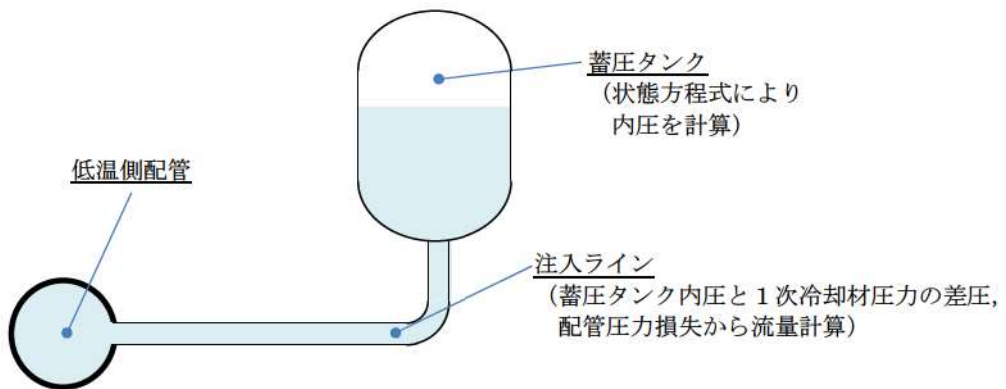 蓄圧タンク
（状態方程式により
内圧を計算）
低温側配管
注入ライン
（蓄圧タンク内圧と１次冷却材圧力の差圧，
配管圧力損失から流量計算）